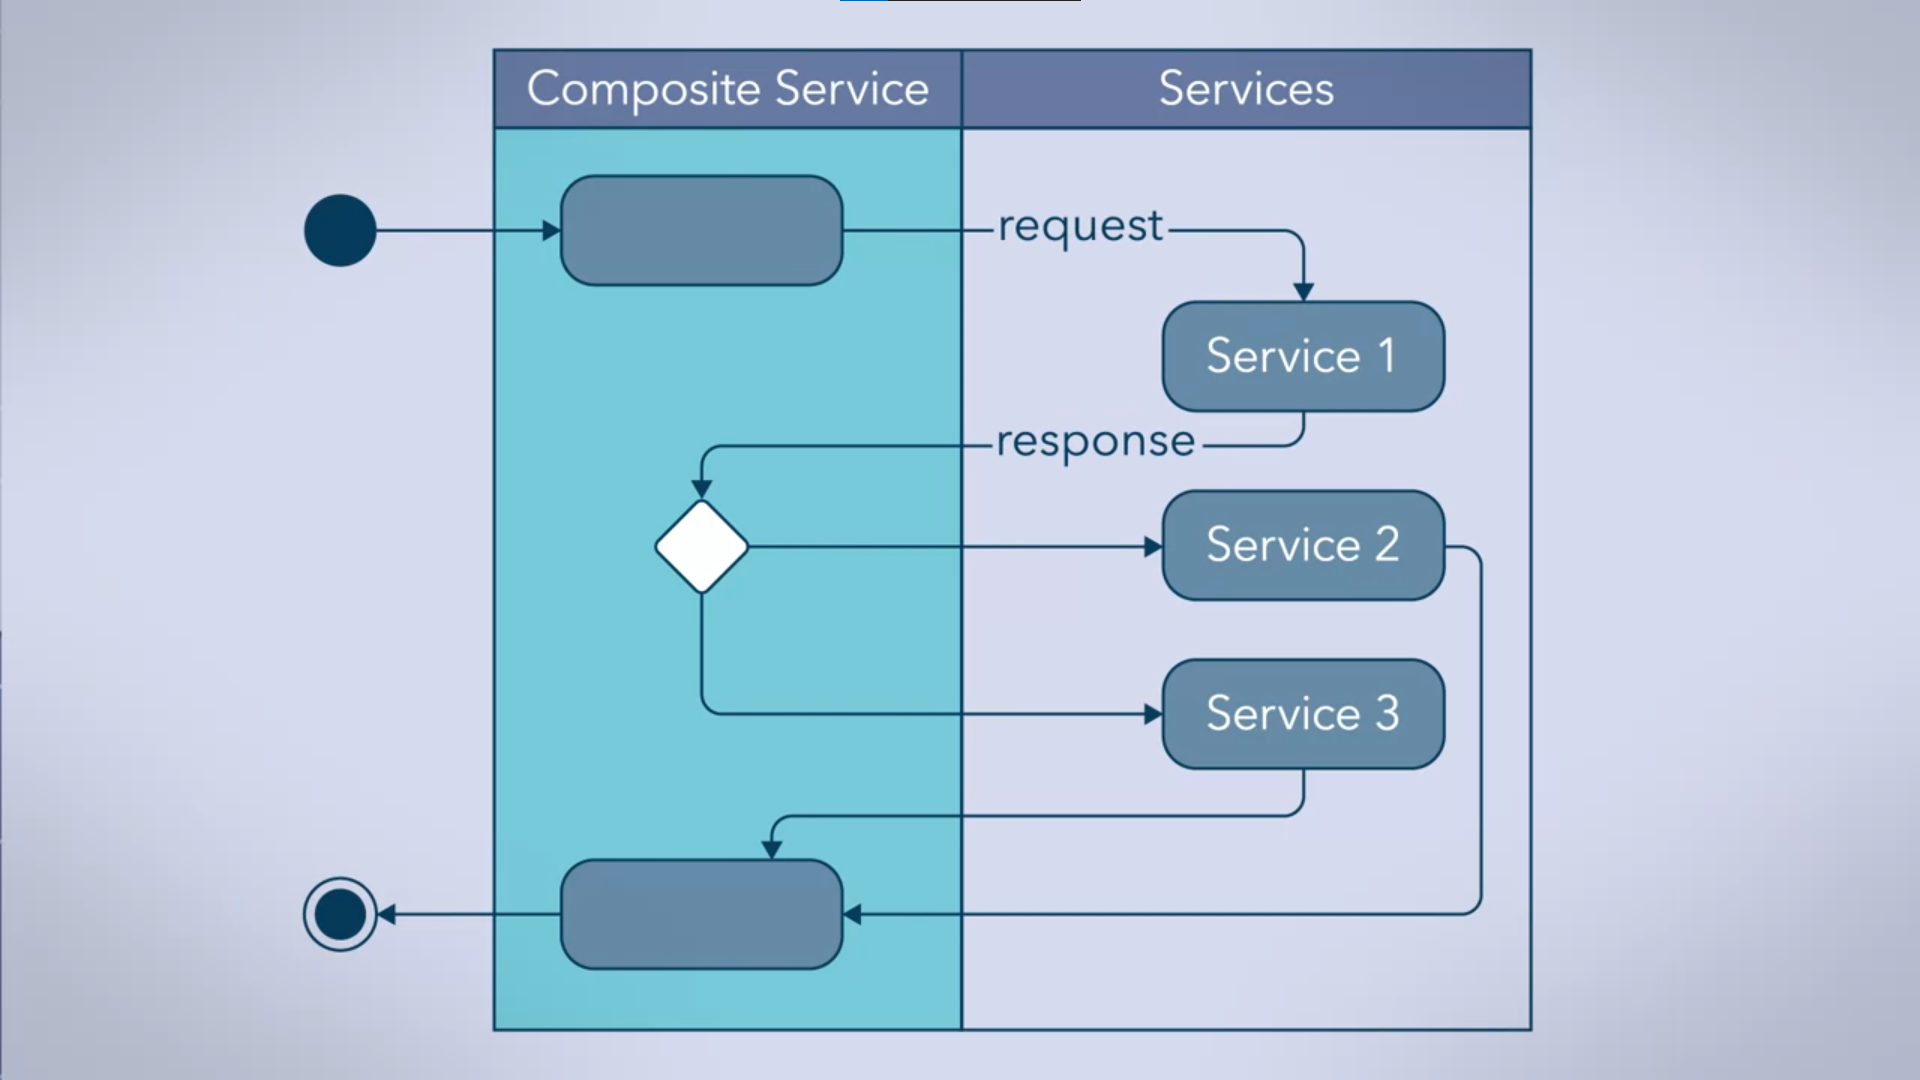 Composite Service
Services
request
Service 1
response
Service 2
Service 3